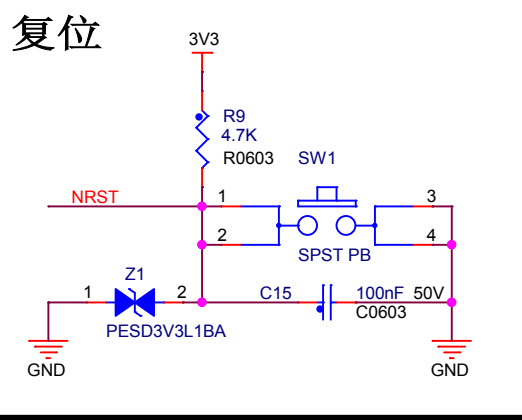 复位
3V3
R9
4.7K
R0603
SW1
NRST
1
3
2
4
SPST PB
Z1
1
2
C15
100nF
50V
PESD3V3L1BA
C0603
GND
GND